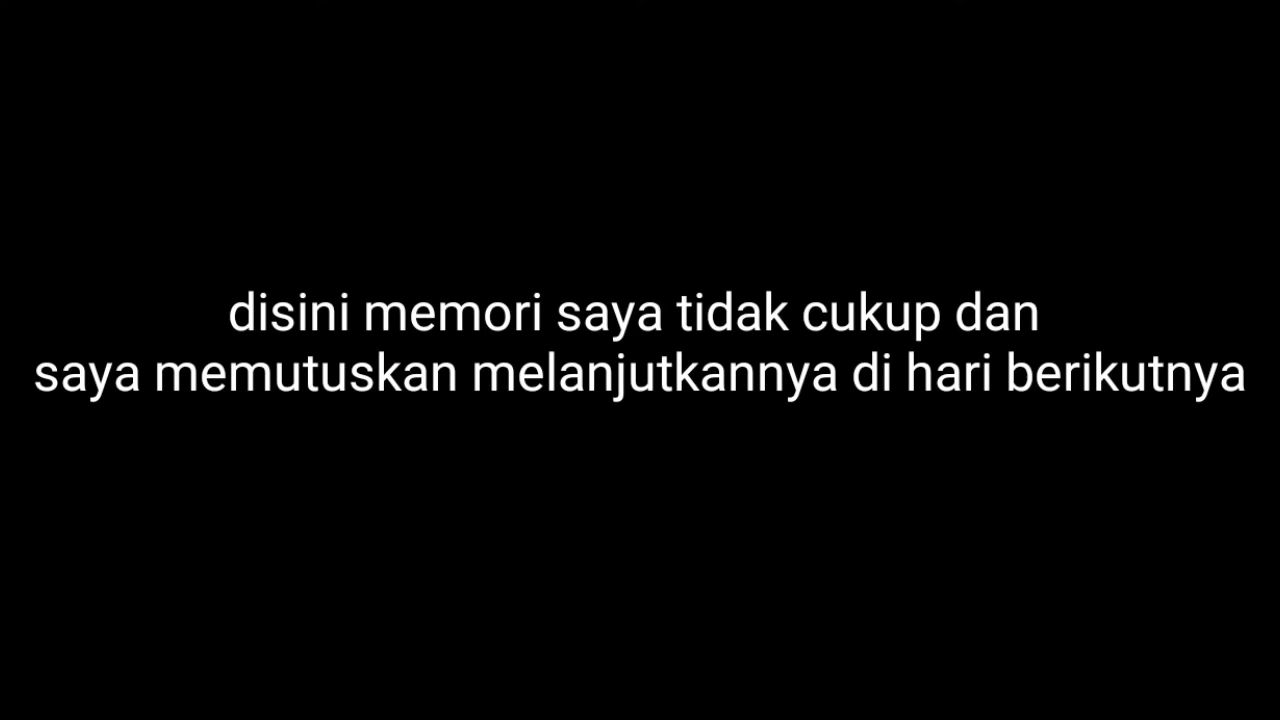 disini memori saya tidak cukup dan
saya memutuskan melanjutkannya di hari berikutnya